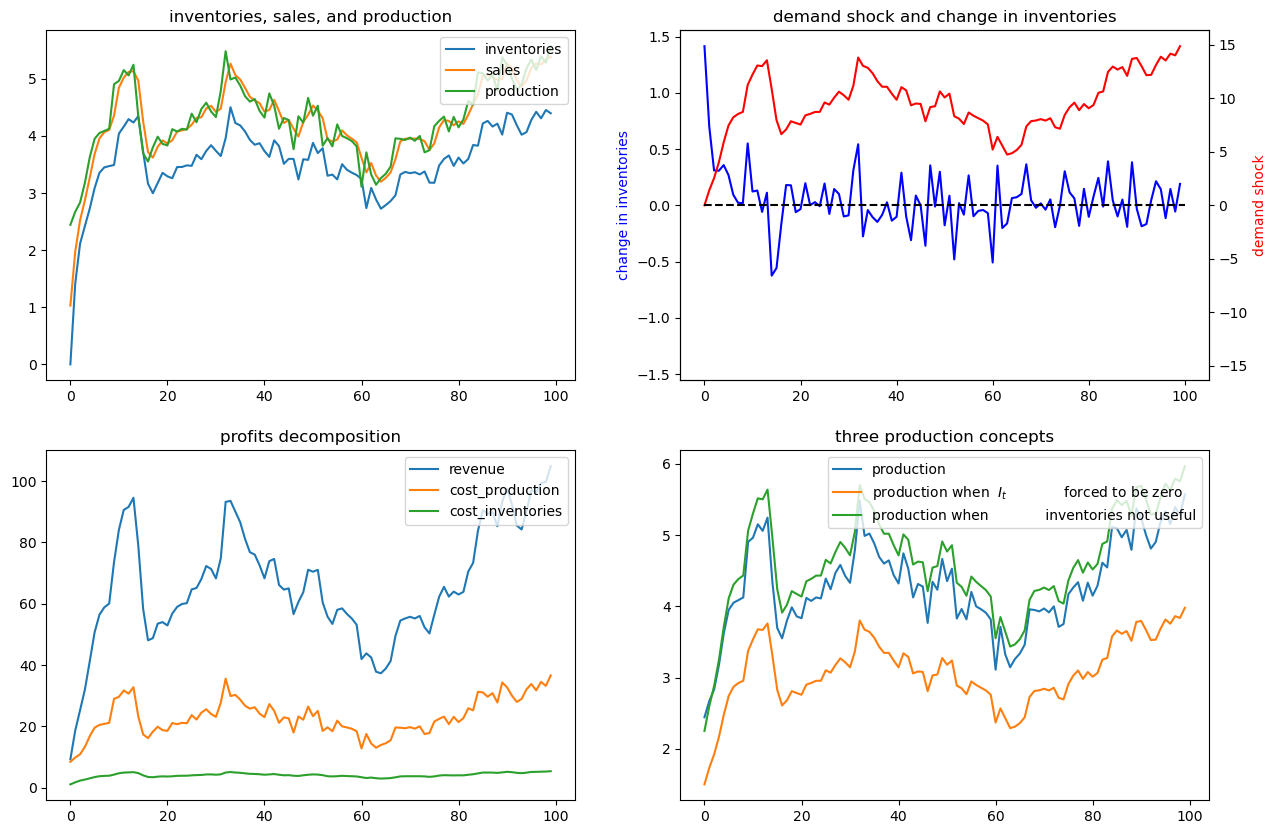 inventories, sales, and production
inventories
sales
production
5
4
3
2
1
0
0 20 40 60 80 100
demand shock and change in inventories
change in inventories
1.5
1.0
0.5
0.0
−0.5
−1.0
−1.5
15
10
5
0
−5
−10
−15
demand shock
0 20 40 60 80 100
profits decomposition
revenue
cost_production
cost_inventories
100
80
60
40
20
0
0 20 40 60 80 100
three production concepts
production
production when I_t forced to be zero
production when inventories not useful
6
5
4
3
2
0 20 40 60 80 100